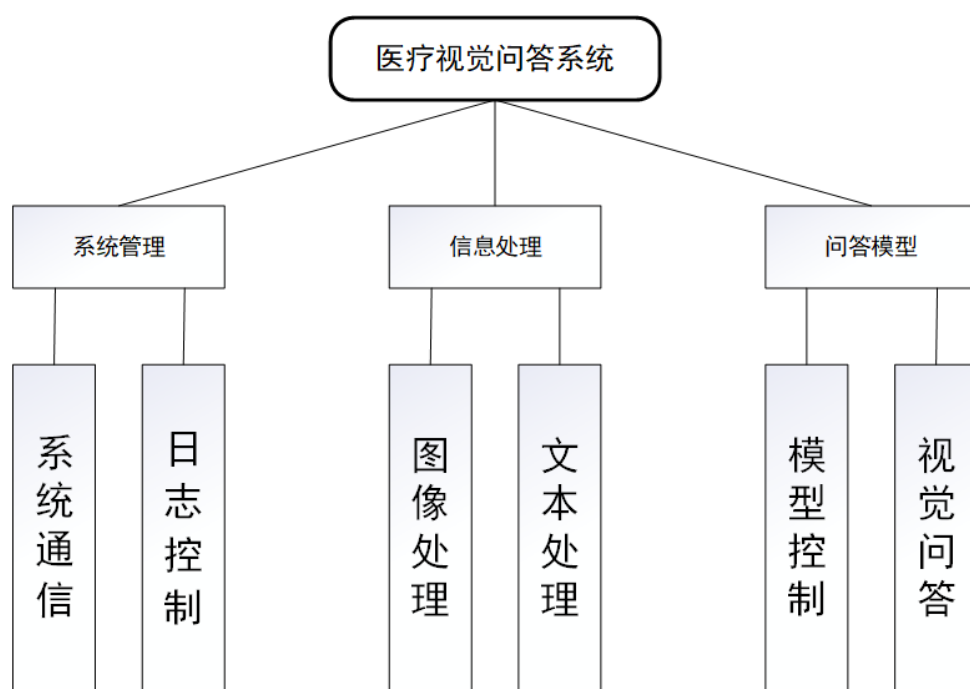 医疗视觉问答系统
系统管理
信息处理
问答模型
系统通信
日志控制
图像处理
文本处理
模型控制
视觉问答